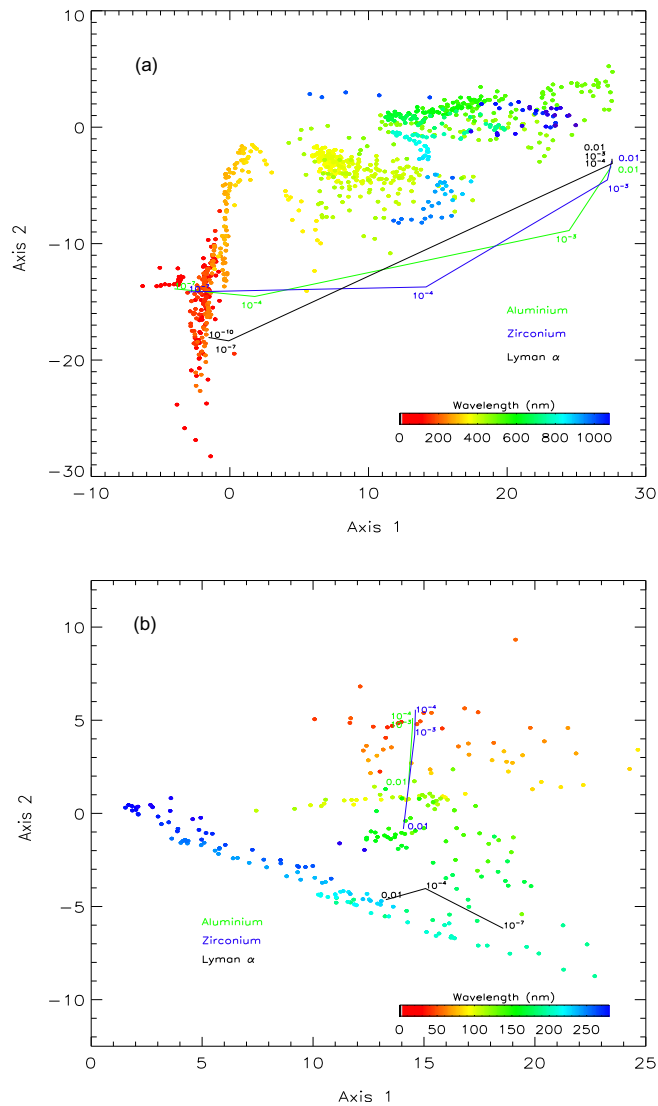 (a)
10
0
−10
−20
−30
Axis 2
0.01
10⁻³
10⁻⁴
0.01
0.01
10⁻³
10⁻³
10⁻⁴
10⁻⁴
10⁻¹⁰
10⁻⁷
Aluminium
Zirconium
Lyman α
Wavelength (nm)
0 200 400 600 800 1000
−10 0 10 20 30
Axis 1
(b)
10
5
0
−5
−10
Axis 2
10⁻⁴
10⁻⁴
10⁻³
0.01
0.01
0.01
10⁻⁴
10⁻⁷
Aluminium
Zirconium
Lyman α
Wavelength (nm)
0 50 100 150 200 250
0 5 10 15 20 25
Axis 1